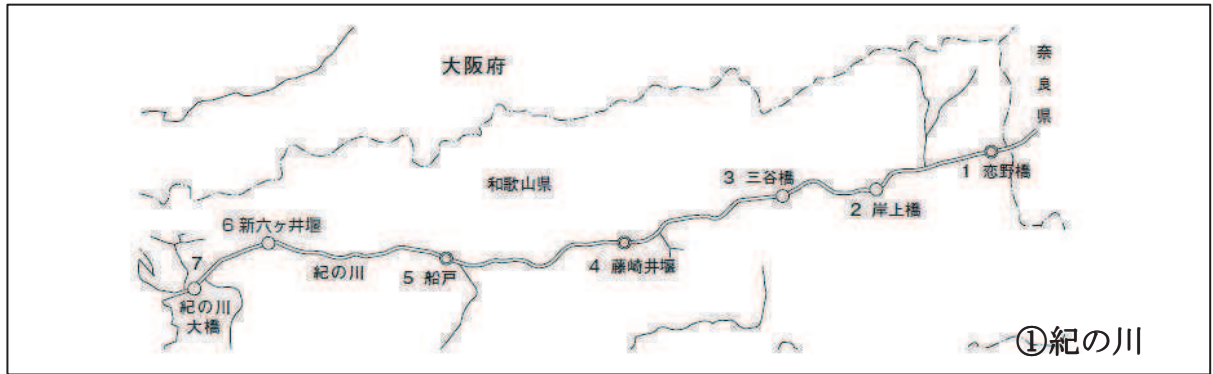 大阪府
奈良県
1 恋野橋
2 岸上橋
3 三谷橋
和歌山県
4 藤崎井堰
5 船戸
紀の川
6 新六ヶ井堰
7
紀の川
大橋
①紀の川